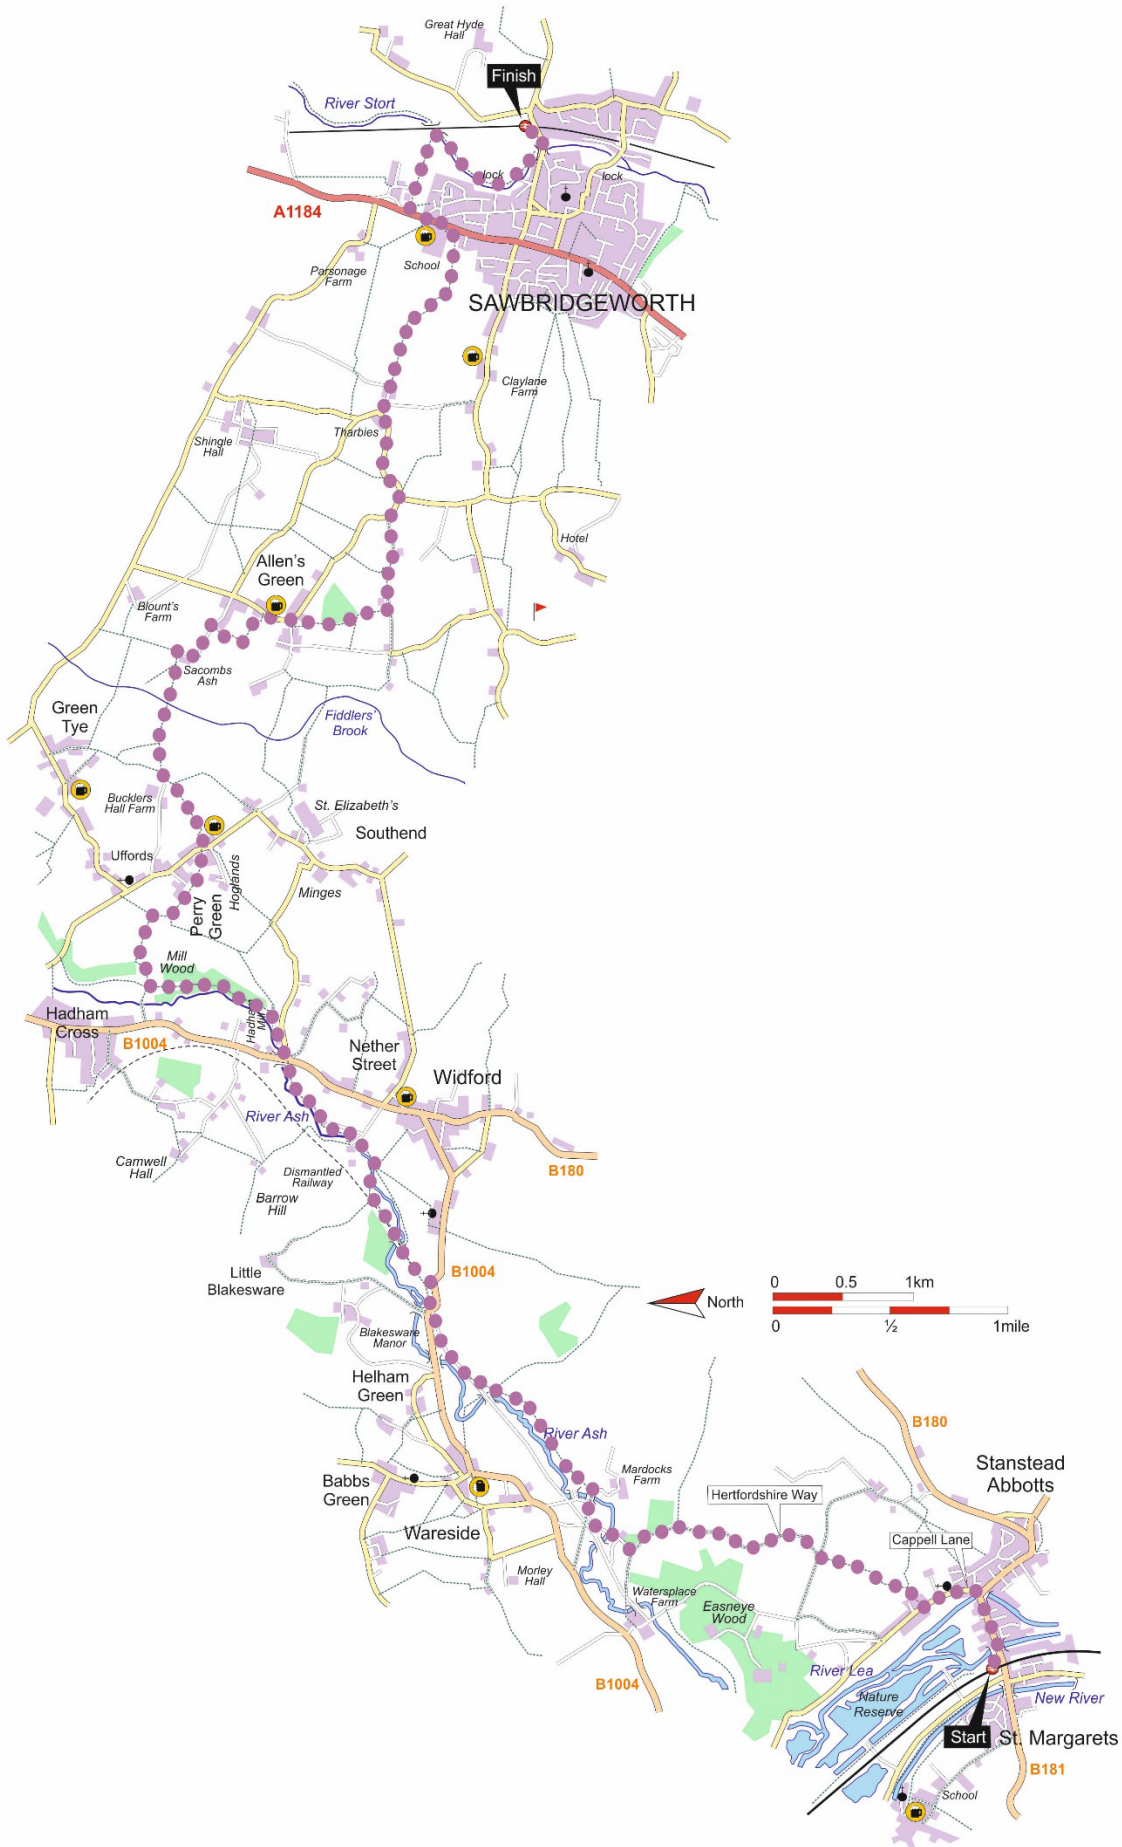 Great Hyde
Hall
Finish
River Stort
lock
lock
A1184
School
Parsonage
Farm
SAWBRIDGEWORTH
Claylane
Farm
Tharbies
Shingle
Hall
Hotel
Allen's
Green
Blount's
Farm
Sacombs
Ash
Green
Tye
Fiddlers'
Brook
Bucklers
Hall Farm
St. Elizabeth's
Southend
Uffords
Hoglands
Minges
Perry
Green
Mill
Wood
Hadham
Mill
Hadham
Cross
B1004
Nether
Street
Widford
River Ash
B180
Camwell
Hall
Dismantled
Railway
Barrow
Hill
Little
Blakesware
B1004
0 0.5 1km
North
0 ½ 1mile
Blakesware
Manor
Helham
Green
B180
River Ash
Stanstead
Abbotts
Mardocks
Farm
Babbs
Green
Hertfordshire Way
Wareside
Cappell Lane
Morley
Hall
Watersplace
Farm
Easneye
Wood
River Lea
B1004
Nature
Reserve
New River
Start
St. Margarets
B181
School